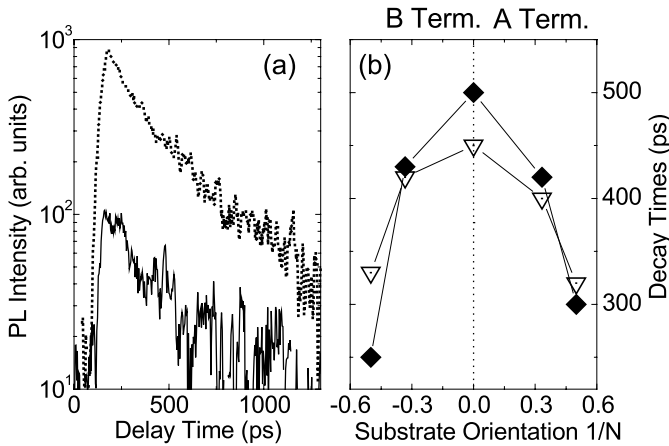 B Term. A Term.
10³
(a)
(b)
PL Intensity (arb. units)
10²
10¹
0 500 1000
Delay Time (ps)
500
400
300
Decay Times (ps)
-0.6 -0.3 0.0 0.3 0.6
Substrate Orientation 1/N